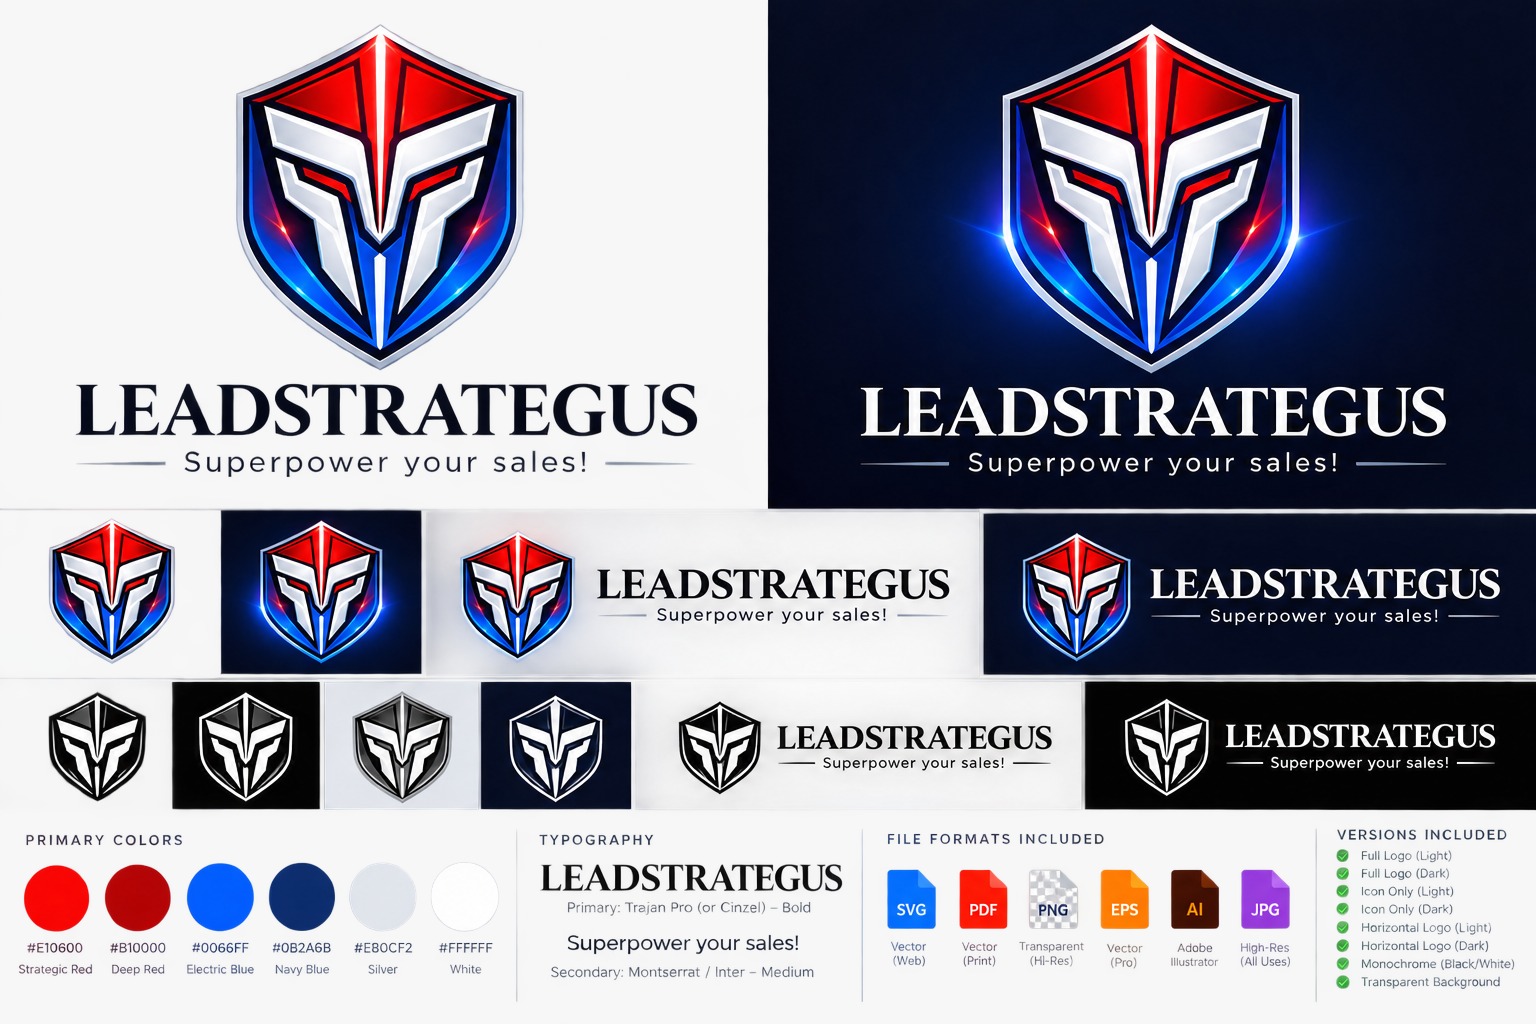 LEADSTRATEGUS
Superpower your sales!
LEADSTRATEGUS
Superpower your sales!
LEADSTRATEGUS
Superpower your sales!
LEADSTRATEGUS
Superpower your sales!
LEADSTRATEGUS
Superpower your sales!
LEADSTRATEGUS
Superpower your sales!
PRIMARY COLORS
#E10600
Strategic Red
#B10000
Deep Red
#0066FF
Electric Blue
#0B2A6B
Navy Blue
#EB0CF2
Silver
#FFFFFF
White
TYPOGRAPHY
LEADSTRATEGUS
Primary: Trajan Pro (or Cinzel) – Bold
Superpower your sales!
Secondary: Montserrat / Inter – Medium
FILE FORMATS INCLUDED
SVG
Vector
(Web)
PDF
Vector
(Print)
PNG
Transparent
(Hi-Res)
EPS
Vector
(Pro)
AI
Adobe
Illustrator
JPG
High-Res
(All Uses)
VERSIONS INCLUDED
Full Logo (Light)
Full Logo (Dark)
Icon Only (Light)
Icon Only (Dark)
Horizontal Logo (Light)
Horizontal Logo (Dark)
Monochrome (Black/White)
Transparent Background